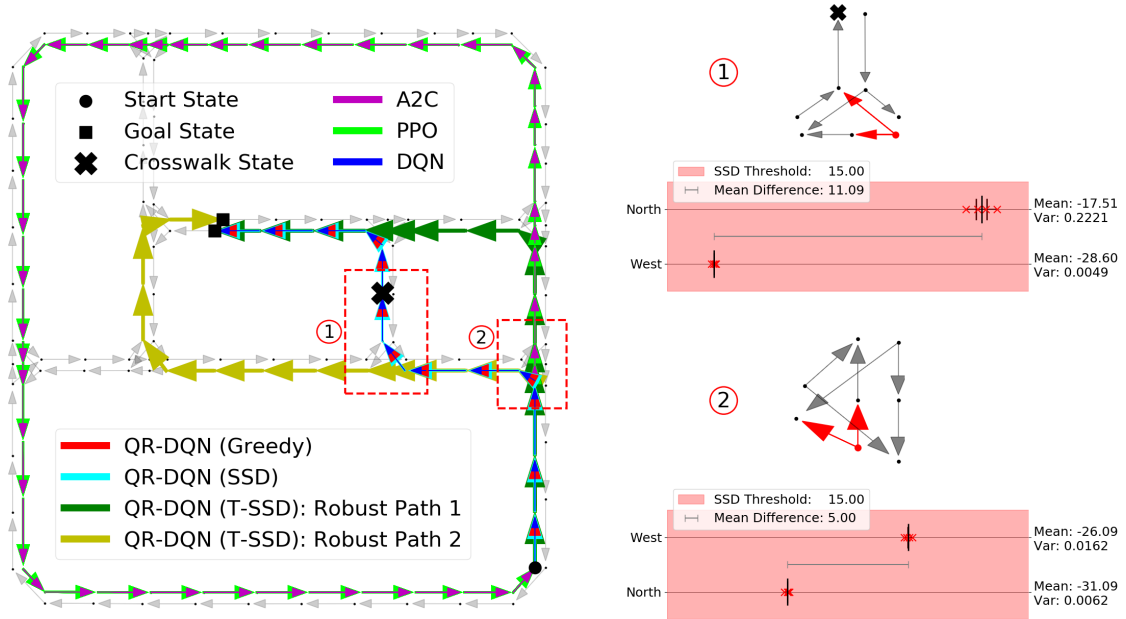 Start State
Goal State
Crosswalk State
A2C
PPO
DQN
1
2
QR-DQN (Greedy)
QR-DQN (SSD)
QR-DQN (T-SSD): Robust Path 1
QR-DQN (T-SSD): Robust Path 2
1
SSD Threshold: 15.00
Mean Difference: 11.09
North
Mean: -17.51
Var: 0.2221
West
Mean: -28.60
Var: 0.0049
2
SSD Threshold: 15.00
Mean Difference: 5.00
West
Mean: -26.09
Var: 0.0162
North
Mean: -31.09
Var: 0.0062